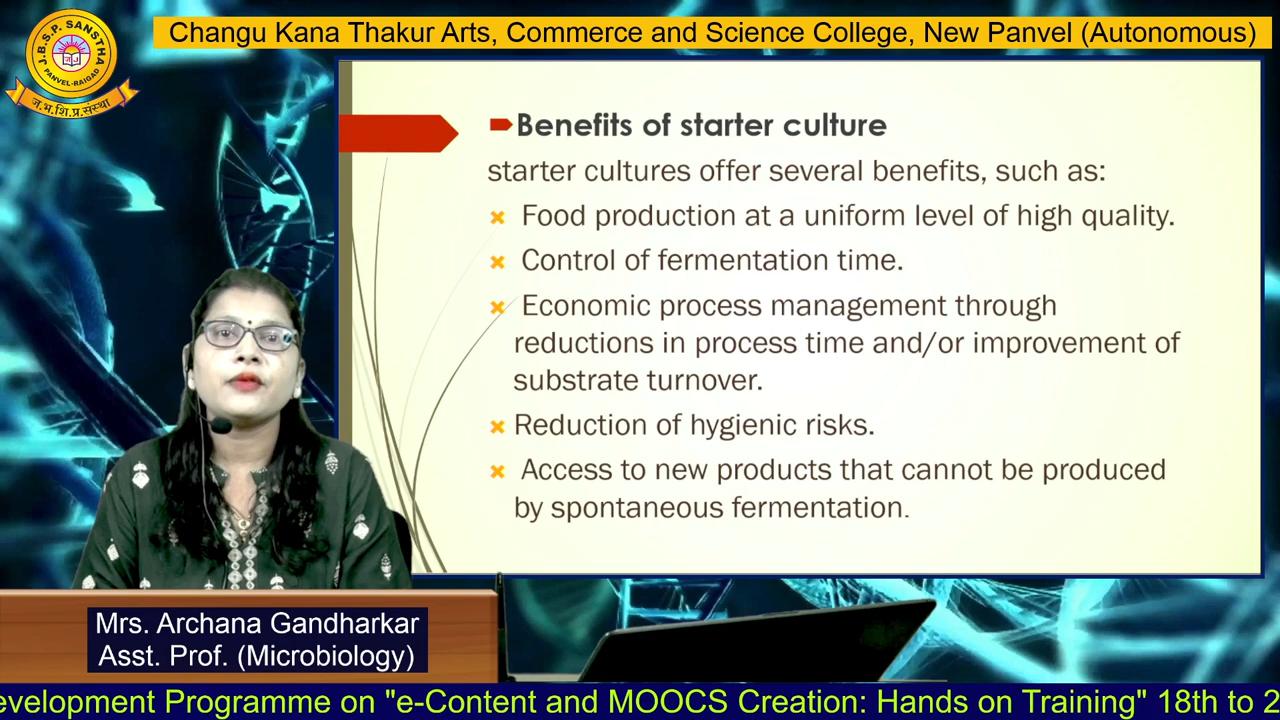 Changu Kana Thakur Arts, Commerce and Science College, New Panvel (Autonomous)
J.B.S.P. SANSTHA
PANVEL-RAIGAD
ज.भ.शि.प्र.संस्था
Benefits of starter culture
starter cultures offer several benefits, such as:
Food production at a uniform level of high quality.
Control of fermentation time.
Economic process management through
reductions in process time and/or improvement of
substrate turnover.
Reduction of hygienic risks.
Access to new products that cannot be produced
by spontaneous fermentation.
Mrs. Archana Gandharkar
Asst. Prof. (Microbiology)
evelopment Programme on "e-Content and MOOCS Creation: Hands on Training" 18th to 2